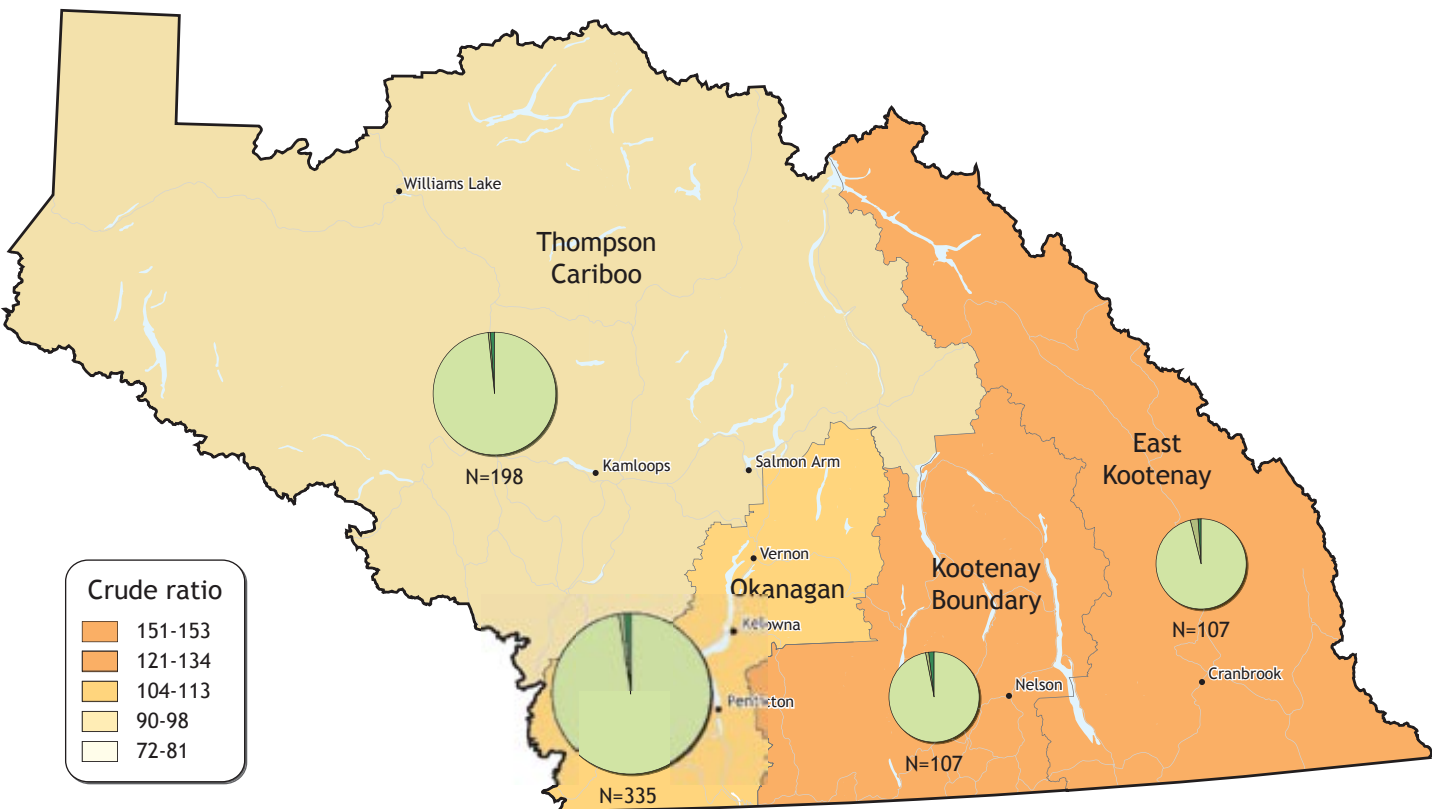 Williams Lake
Thompson
Cariboo
N=198
Kamloops
Salmon Arm
East
Kootenay
N=107
Cranbrook
Vernon
Okanagan
Kelowna
Penticton
N=335
Kootenay
Boundary
Nelson
N=107
Crude ratio
151-153
121-134
104-113
90-98
72-81